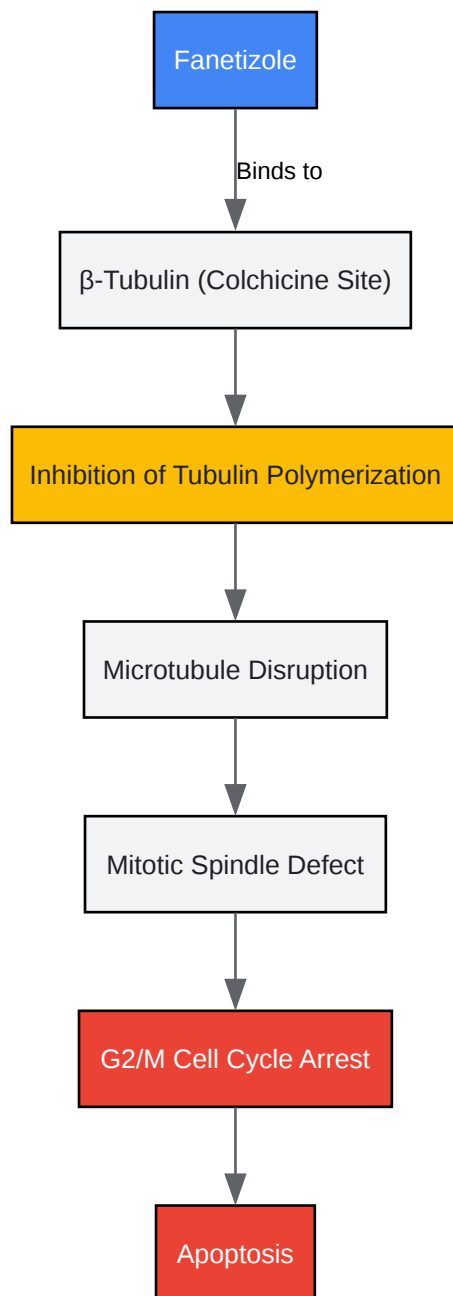 Fanetizole
Binds to
β-Tubulin (Colchicine Site)
Inhibition of Tubulin Polymerization
Microtubule Disruption
Mitotic Spindle Defect
G2/M Cell Cycle Arrest
Apoptosis